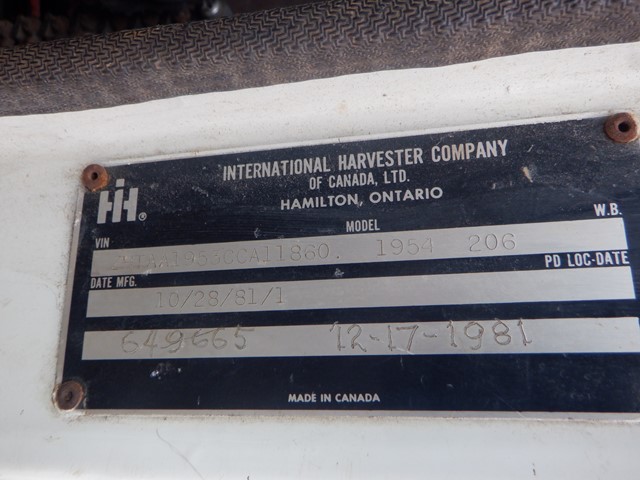 INTERNATIONAL HARVESTER COMPANY
OF CANADA, LTD.
HAMILTON, ONTARIO
IH®
VIN MODEL W.B.
1954 206
DATE MFG. PD LOC-DATE
10/28/81/1
649665 12-17-1981
MADE IN CANADA